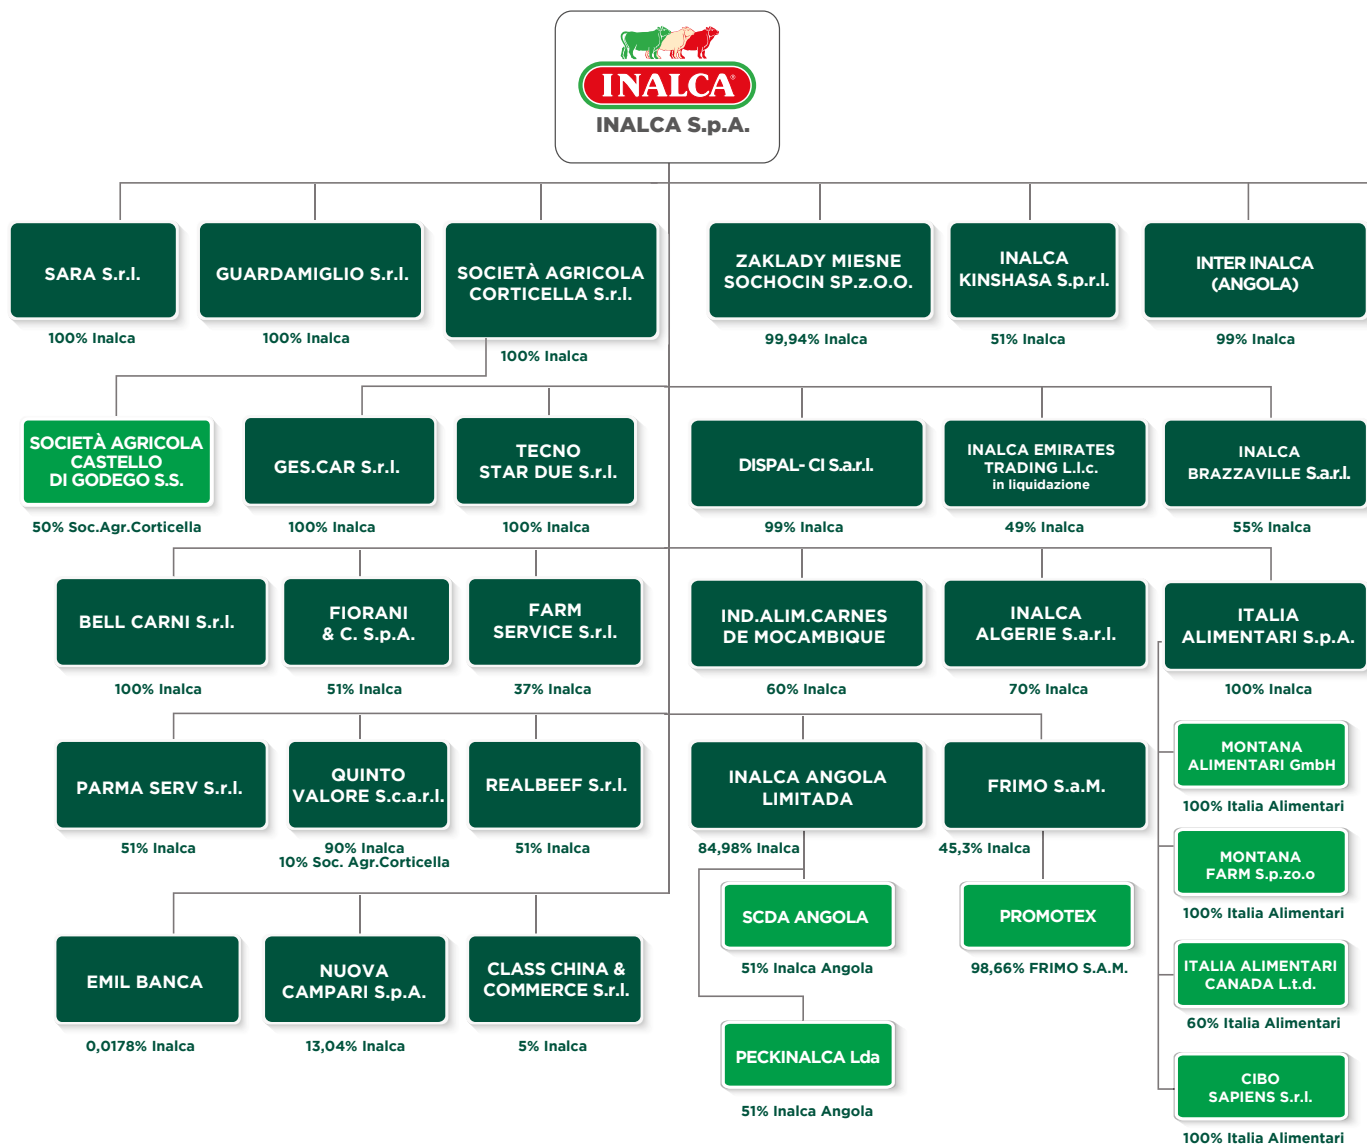 INALCA®
INALCA S.p.A.
SARA S.r.l.
100% Inalca
GUARDAMIGLIO S.r.l.
100% Inalca
SOCIETÀ AGRICOLA
CORTICELLA S.r.l.
100% Inalca
ZAKLADY MIESNE
SOCHOCIN SP.z.O.O.
99,94% Inalca
INALCA
KINSHASA S.p.r.l.
51% Inalca
INTER INALCA
(ANGOLA)
99% Inalca
SOCIETÀ AGRICOLA
CASTELLO
DI GODEGO S.S.
50% Soc.Agr.Corticella
GES.CAR S.r.l.
100% Inalca
TECNO
STAR DUE S.r.l.
100% Inalca
DISPAL- CI S.a.r.l.
99% Inalca
INALCA EMIRATES
TRADING L.l.c.
in liquidazione
49% Inalca
INALCA
BRAZZAVILLE S.a.r.l.
55% Inalca
BELL CARNI S.r.l.
100% Inalca
FIORANI
& C. S.p.A.
51% Inalca
FARM
SERVICE S.r.l.
37% Inalca
IND.ALIM.CARNES
DE MOCAMBIQUE
60% Inalca
INALCA
ALGERIE S.a.r.l.
70% Inalca
ITALIA
ALIMENTARI S.p.A.
100% Inalca
PARMA SERV S.r.l.
51% Inalca
QUINTO
VALORE S.c.a.r.l.
90% Inalca
10% Soc. Agr.Corticella
REALBEEF S.r.l.
51% Inalca
INALCA ANGOLA
LIMITADA
84,98% Inalca
FRIMO S.a.M.
45,3% Inalca
MONTANA
ALIMENTARI GmbH
100% Italia Alimentari
MONTANA
FARM S.p.zo.o
100% Italia Alimentari
SCDA ANGOLA
51% Inalca Angola
PROMOTEX
98,66% FRIMO S.A.M.
ITALIA ALIMENTARI
CANADA L.t.d.
60% Italia Alimentari
EMIL BANCA
0,0178% Inalca
NUOVA
CAMPARI S.p.A.
13,04% Inalca
CLASS CHINA &
COMMERCE S.r.l.
5% Inalca
PECKINALCA Lda
51% Inalca Angola
CIBO
SAPIENS S.r.l.
100% Italia Alimentari